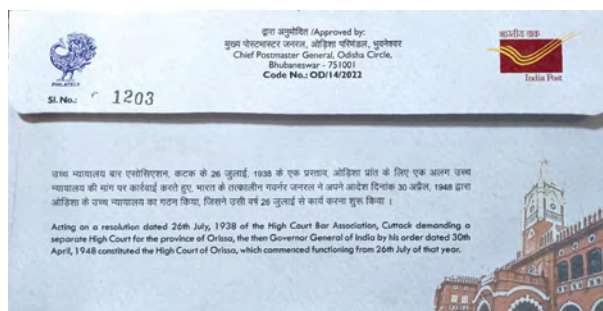 द्वारा अनुमोदित /Approved by:
मुख्य पोस्टमास्टर जनरल, ओड़िशा परिमंडल, भुवनेश्वर
Chief Postmaster General, Odisha Circle,
Bhubaneswar - 751001
Code No.: OD/14/2022
PHILATELY
Sl. No.: 1203
भारतीय डाक
India Post
उच्च न्यायालय बार एसोसिएशन, कटक के 26 जुलाई, 1938 के एक प्रस्ताव, ओड़िशा प्रांत के लिए एक अलग उच्च
न्यायालय की मांग पर कार्रवाई करते हुए, भारत के तत्कालीन गवर्नर जनरल ने अपने आदेश दिनांक 30 अप्रैल, 1948 द्वारा
ओड़िशा के उच्च न्यायालय का गठन किया, जिसने उसी वर्ष 26 जुलाई से कार्य करना शुरू किया ।
Acting on a resolution dated 26th July, 1938 of the High Court Bar Association, Cuttack demanding a
separate High Court for the province of Orissa, the then Governor General of India by his order dated 30th
April, 1948 constituted the High Court of Orissa, which commenced functioning from 26th July of that year.